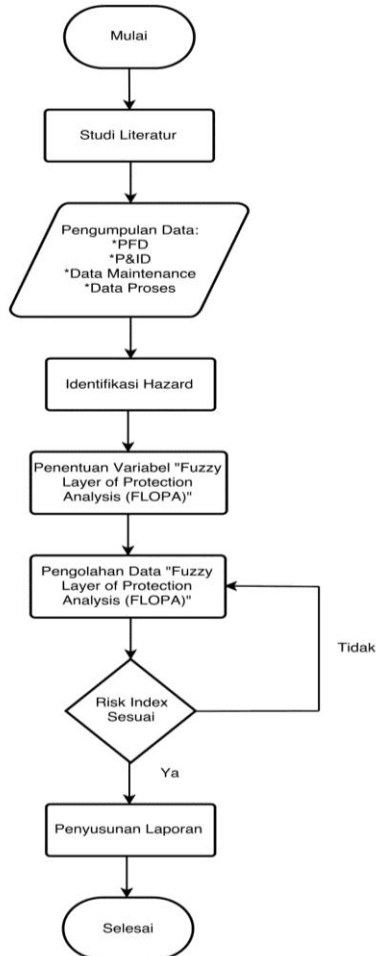 Mulai
Studi Literatur
Pengumpulan Data:
*PFD
*P&ID
*Data Maintenance
*Data Proses
Identifikasi Hazard
Penentuan Variabel "Fuzzy
Layer of Protection
Analysis (FLOPA)"
Pengolahan Data "Fuzzy
Layer of Protection
Analysis (FLOPA)"
Tidak
Risk Index
Sesuai
Ya
Penyusunan Laporan
Selesai